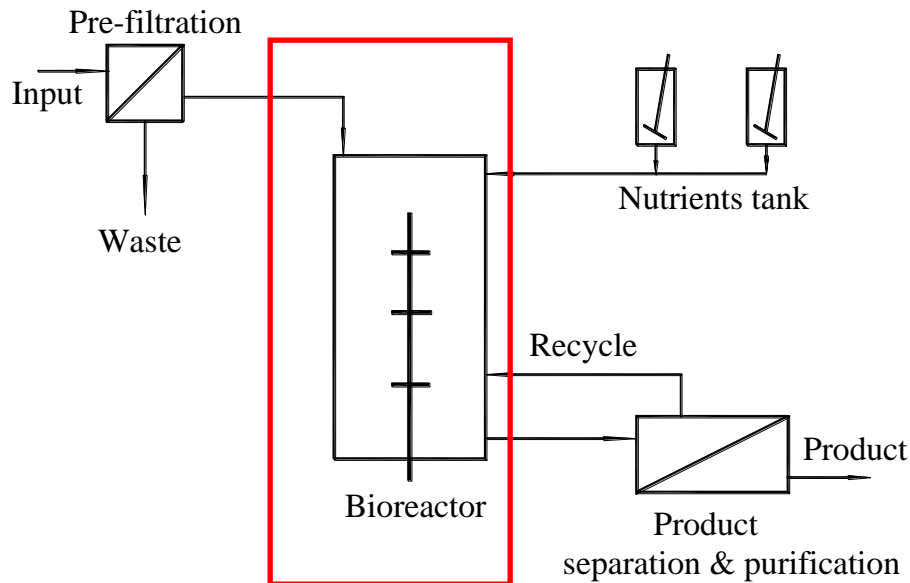 Pre-filtration
Input
Waste
Nutrients tank
Recycle
Product
Bioreactor
Product
separation & purification